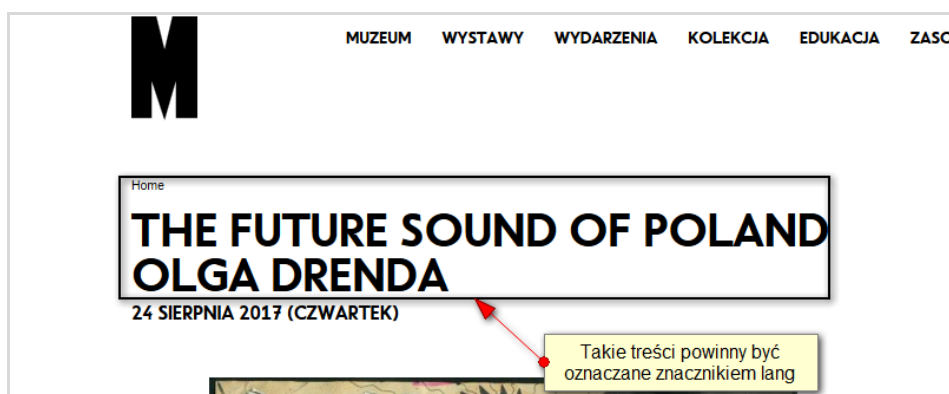 M
MUZEUM WYSTAWY WYDARZENIA KOLEKCJA EDUKACJA
Home
THE FUTURE SOUND OF POLAND
OLGA DRENDA
24 SIERPNIA 2017 (CZWARTEK)
Takie treści powinny być
oznaczane znacznikiem lang